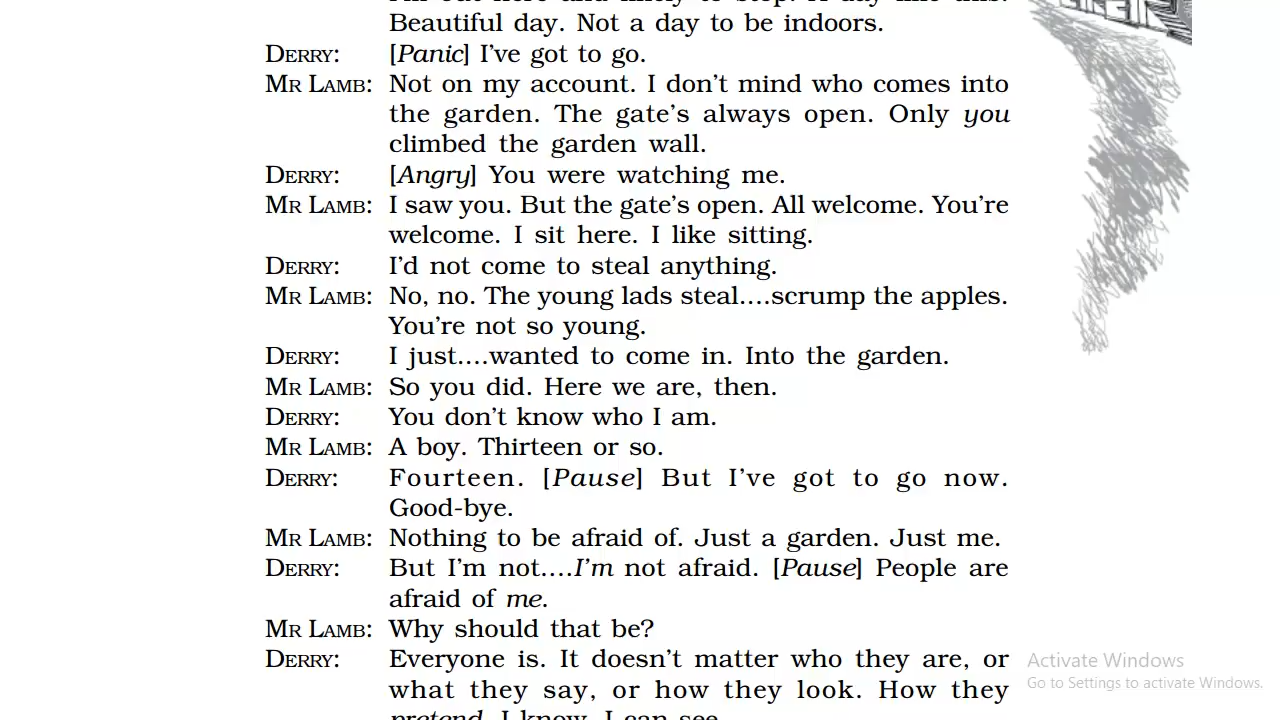 Beautiful day. Not a day to be indoors.
DERRY: [Panic] I've got to go.
MR LAMB: Not on my account. I don't mind who comes into
the garden. The gate's always open. Only you
climbed the garden wall.
DERRY: [Angry] You were watching me.
MR LAMB: I saw you. But the gate's open. All welcome. You're
welcome. I sit here. I like sitting.
DERRY: I'd not come to steal anything.
MR LAMB: No, no. The young lads steal....scrump the apples.
You're not so young.
DERRY: I just....wanted to come in. Into the garden.
MR LAMB: So you did. Here we are, then.
DERRY: You don't know who I am.
MR LAMB: A boy. Thirteen or so.
DERRY: Fourteen. [Pause] But I've got to go now.
Good-bye.
MR LAMB: Nothing to be afraid of. Just a garden. Just me.
DERRY: But I'm not....I'm not afraid. [Pause] People are
afraid of me.
MR LAMB: Why should that be?
DERRY: Everyone is. It doesn't matter who they are, or
what they say, or how they look. How they
pretend. I know. I can see.
Activate Windows
Go to Settings to activate Windows.